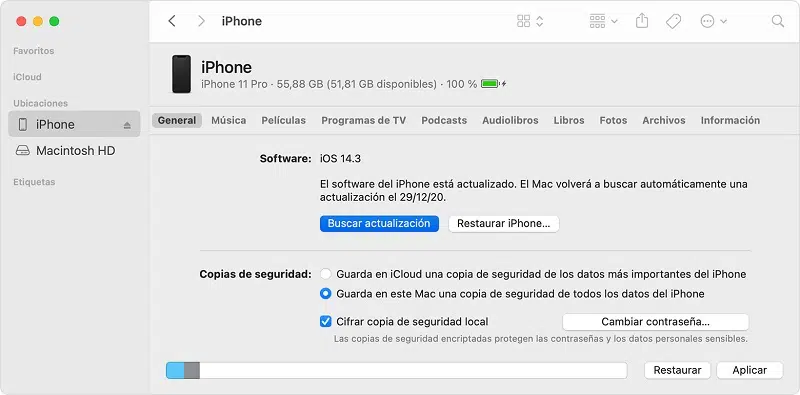 iPhone
Favoritos
iCloud
Ubicaciones
iPhone
Macintosh HD
Etiquetas
iPhone
iPhone 11 Pro · 55,88 GB (51,81 GB disponibles) · 100 %
General Música Películas Programas de TV Podcasts Audiolibros Libros Fotos Archivos Información
Software: iOS 14.3
El software del iPhone está actualizado. El Mac volverá a buscar automáticamente una
actualización el 29/12/20.
Buscar actualización Restaurar iPhone...
Copias de seguridad: Guarda en iCloud una copia de seguridad de los datos más importantes del iPhone
Guarda en este Mac una copia de seguridad de todos los datos del iPhone
Cifrar copia de seguridad local Cambiar contraseña...
Las copias de seguridad encriptadas protegen las contraseñas y los datos personales sensibles.
Restaurar Aplicar